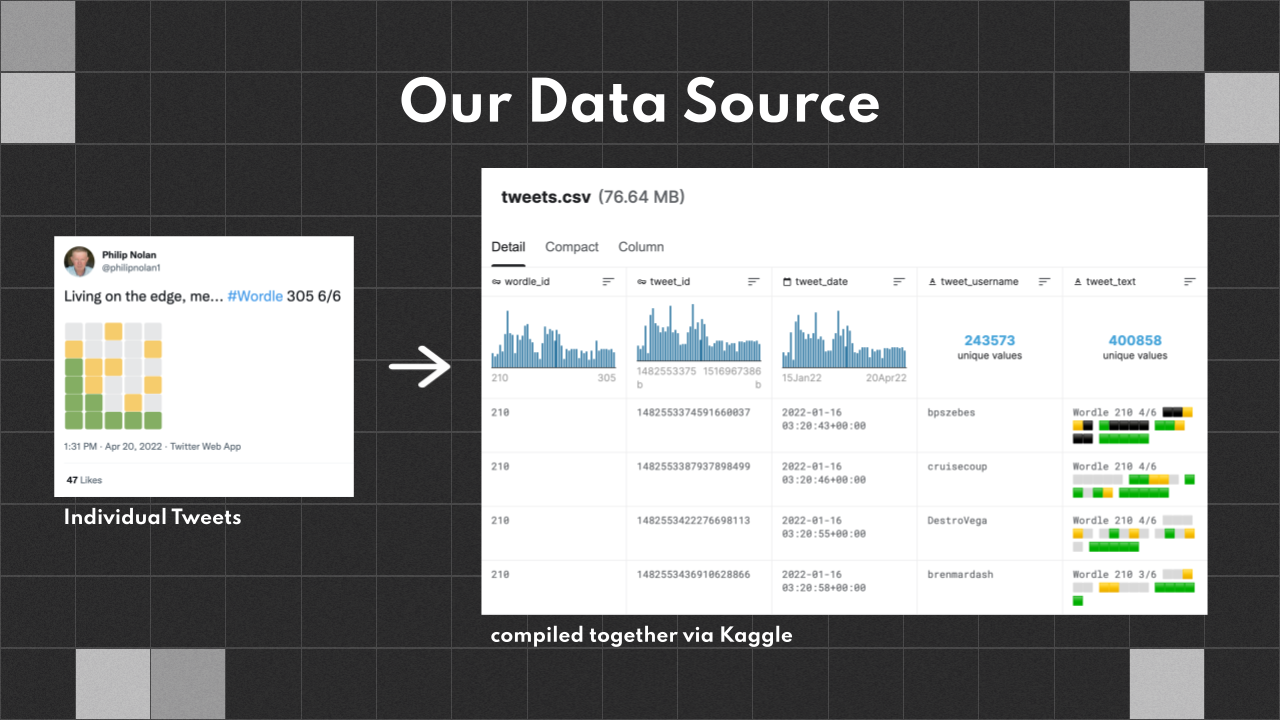 Our Data Source
Philip Nolan
@philipnolan1
Living on the edge, me... #Wordle 305 6/6
1:31 PM · Apr 20, 2022 · Twitter Web App
47 Likes
Individual Tweets
tweets.csv (76.64 MB)
Detail Compact Column
wordle_id tweet_id tweet_date tweet_username tweet_text
243573 400858
unique values unique values
210 305 1482553375 1516967386 15Jan22 20Apr22
b b
210 1482553374591660037 2022-01-16 bpszebes Wordle 210 4/6
03:20:43+00:00
210 1482553387937898499 2022-01-16 cruisecoup Wordle 210 4/6
03:20:46+00:00
210 1482553422276698113 2022-01-16 DestroVega Wordle 210 4/6
03:20:55+00:00
210 1482553436910628866 2022-01-16 brenmardash Wordle 210 3/6
03:20:58+00:00
compiled together via Kaggle